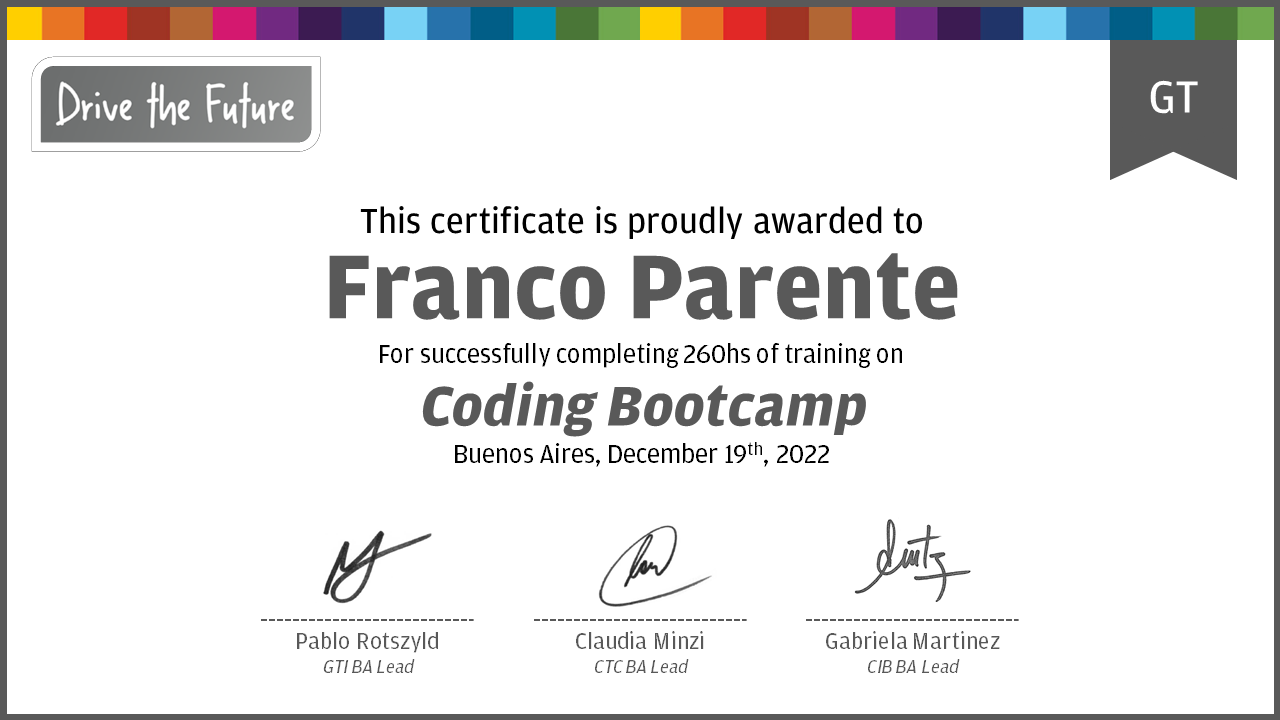 Drive the Future
GT
This certificate is proudly awarded to
Franco Parente
For successfully completing 260hs of training on
Coding Bootcamp
Buenos Aires, December 19th, 2022
Pablo Rotszyld
GTI BA Lead
Claudia Minzi
CTC BA Lead
Gabriela Martinez
CIB BA Lead